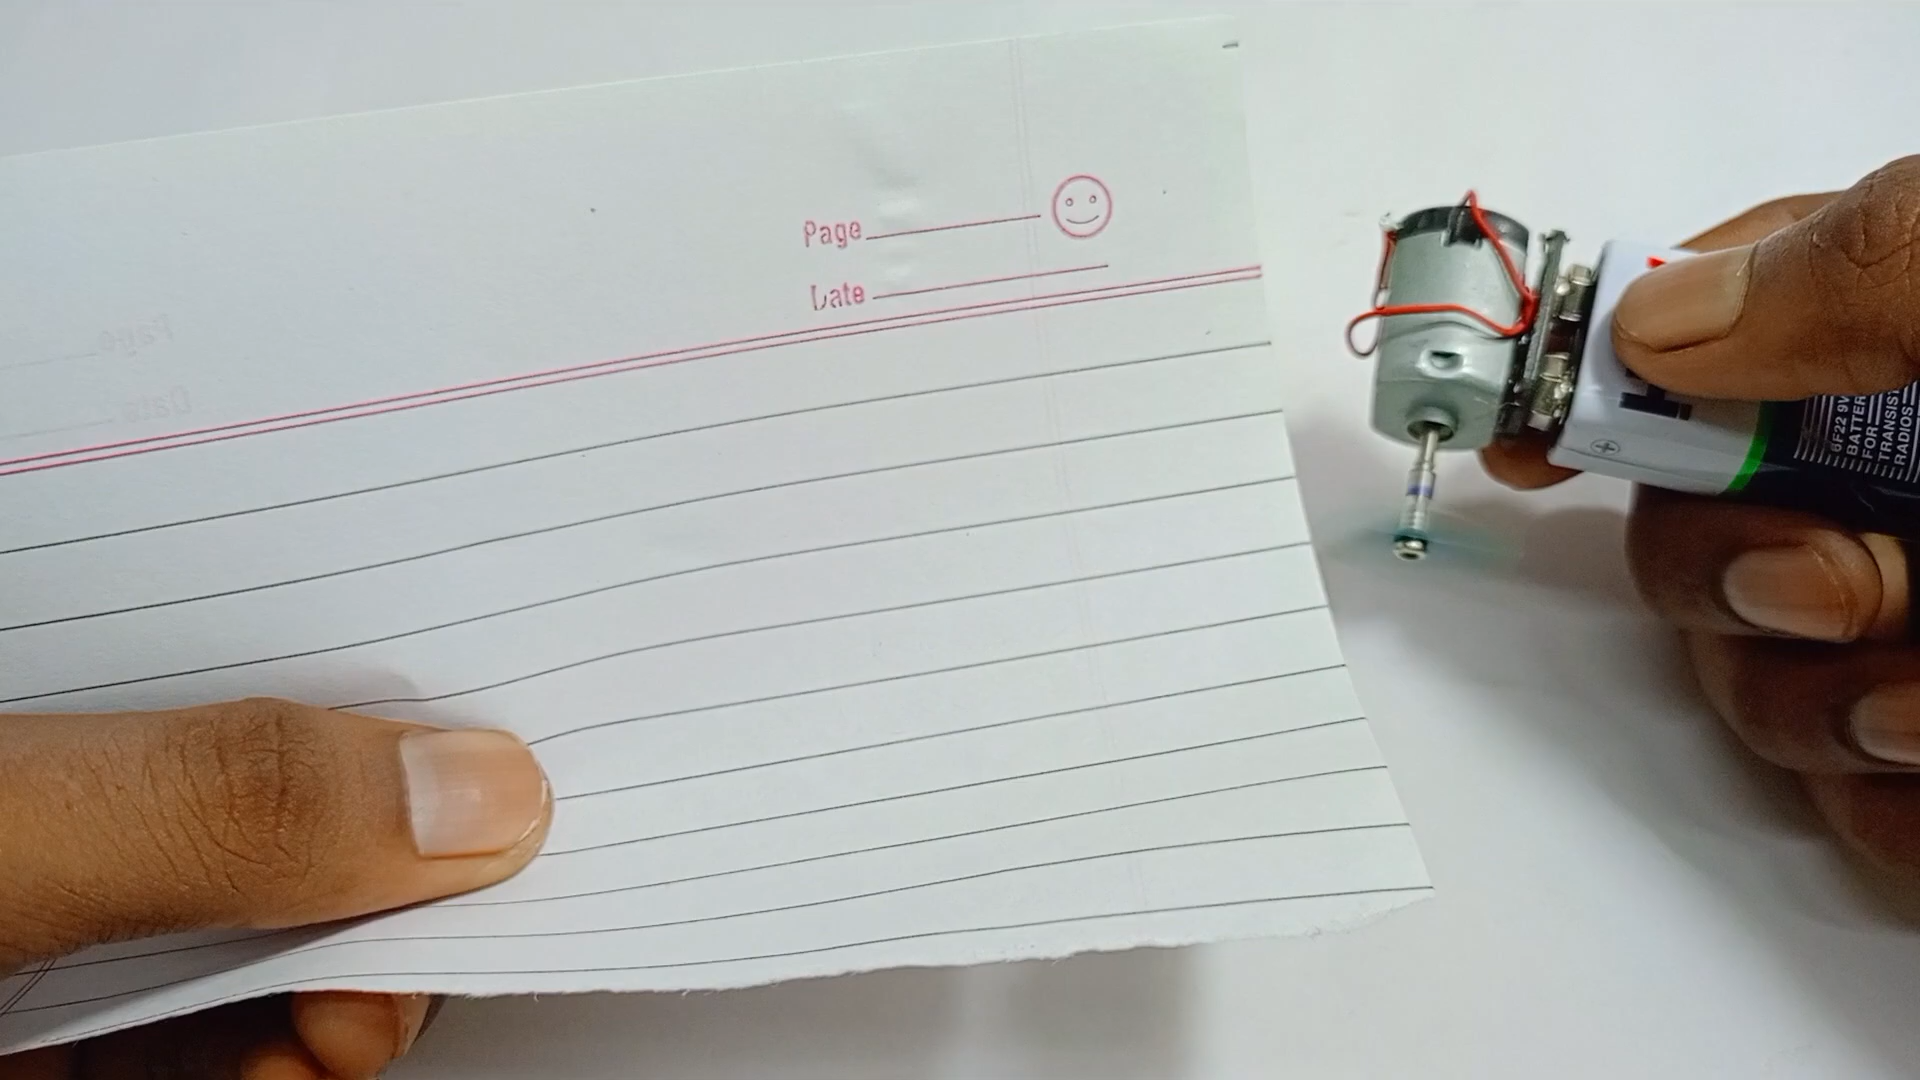 Page
Date
6F22 9V
BATTER
FOR
TRANSIS
RADIOS